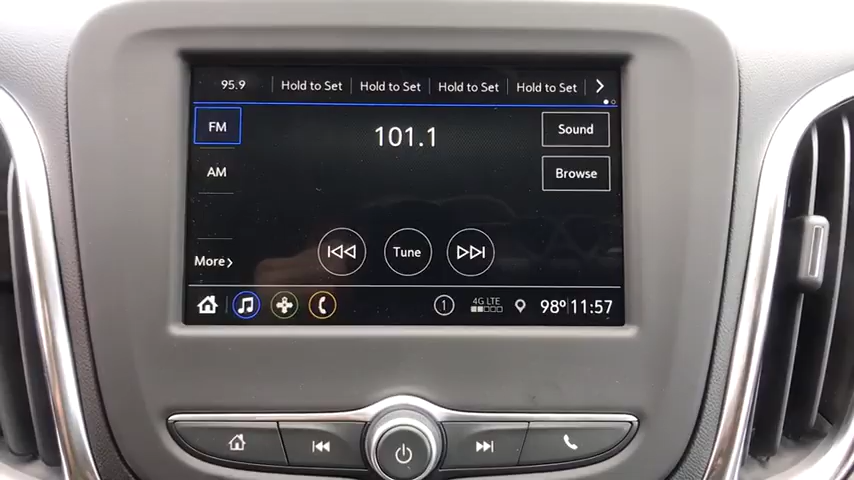 95.9 Hold to Set Hold to Set Hold to Set Hold to Set
FM 101.1 Sound
AM Browse
More Tune
1 4G LTE 98° 11:57